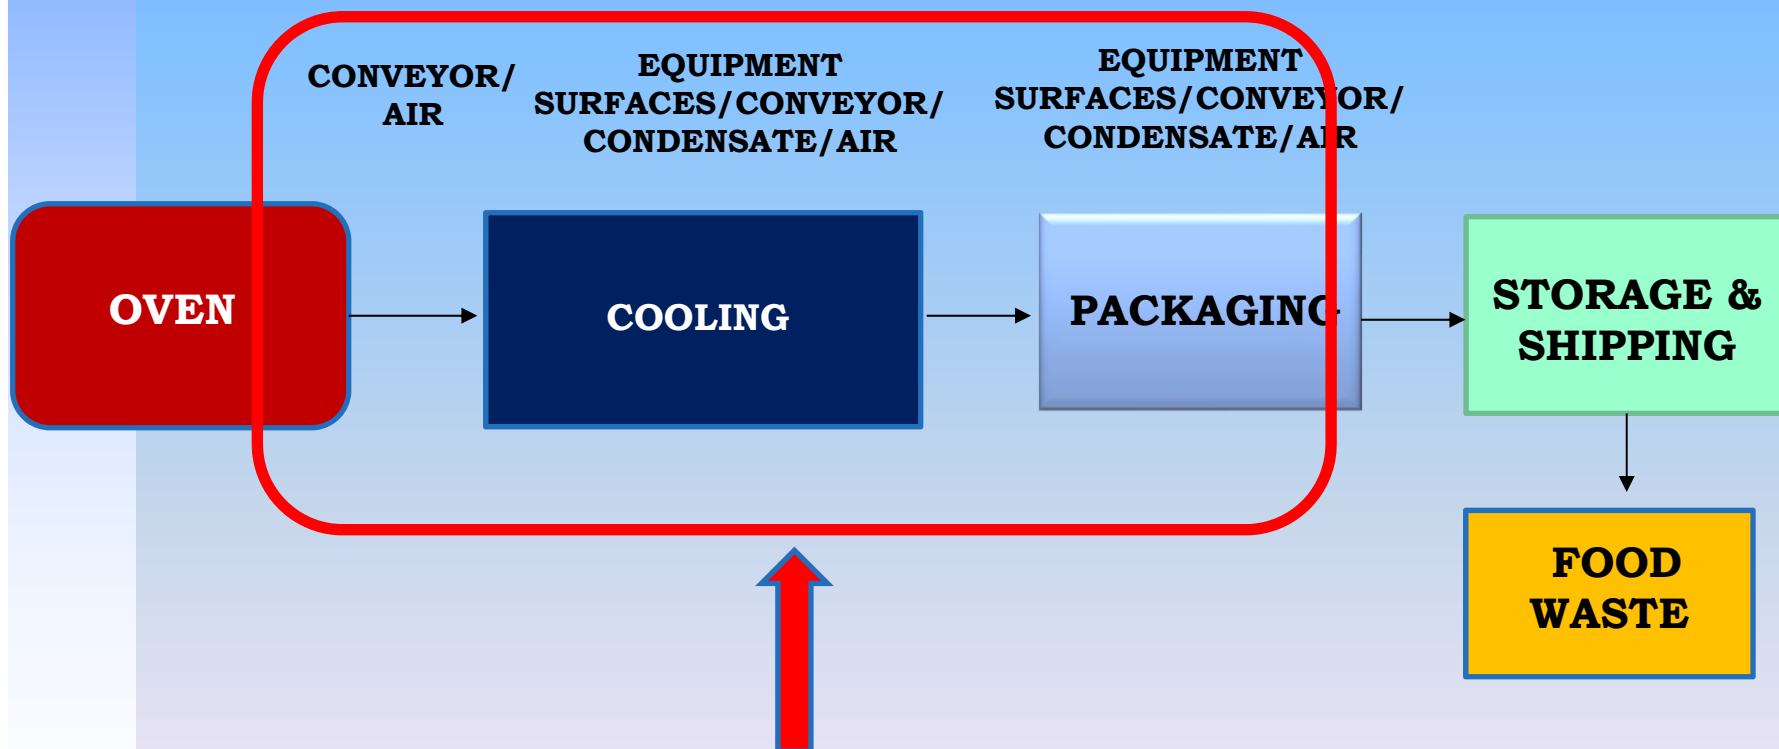 CONVEYOR/
AIR
EQUIPMENT
SURFACES/CONVEYOR/
CONDENSATE/AIR
EQUIPMENT
SURFACES/CONVEYOR/
CONDENSATE/AIR
OVEN
COOLING
PACKAGING
STORAGE &
SHIPPING
FOOD
WASTE